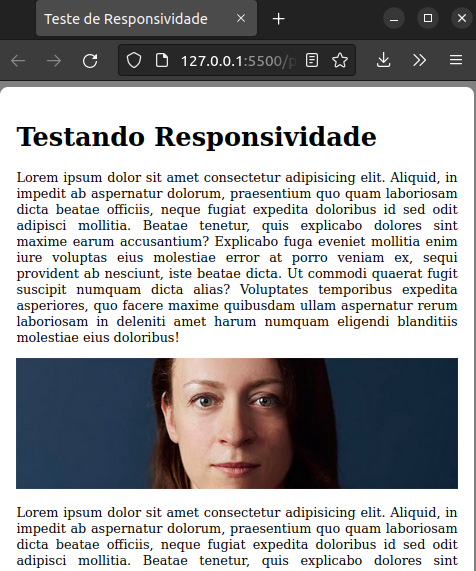 Teste de Responsividade
127.0.0.1:5500/p
Testando Responsividade
Lorem ipsum dolor sit amet consectetur adipisicing elit. Aliquid, in
impedit ab aspernatur dolorum, praesentium quo quam laboriosam
dicta beatae officiis, neque fugiat expedita doloribus id sed odit
adipisci mollitia. Beatae tenetur, quis explicabo dolores sint
maxime earum accusantium? Explicabo fuga eveniet mollitia enim
iure voluptas eius molestiae error at porro veniam ex, sequi
provident ab nesciunt, iste beatae dicta. Ut commodi quaerat fugit
suscipit numquam dicta alias? Voluptates temporibus expedita
asperiores, quo facere maxime quibusdam ullam aspernatur rerum
laboriosam in deleniti amet harum numquam eligendi blanditiis
molestiae eius doloribus!
Lorem ipsum dolor sit amet consectetur adipisicing elit. Aliquid, in
impedit ab aspernatur dolorum, praesentium quo quam laboriosam
dicta beatae officiis, neque fugiat expedita doloribus id sed odit
adipisci mollitia. Beatae tenetur, quis explicabo dolores sint